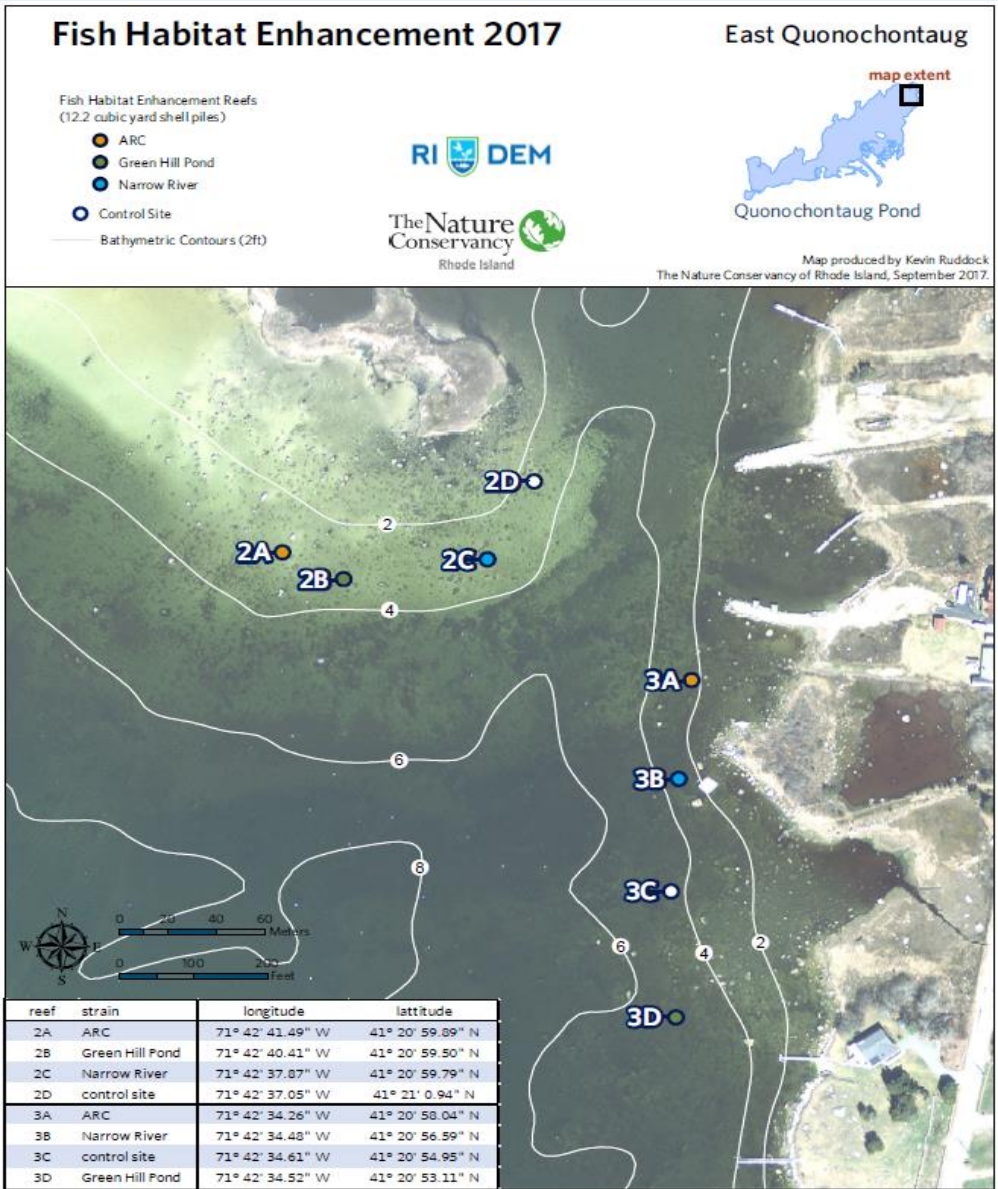 Fish Habitat Enhancement 2017
East Quonochontaug
map extent
Fish Habitat Enhancement Reefs
(12.2 cubic yard shell piles)
ARC
Green Hill Pond
Narrow River
Control Site
Bathymetric Contours (2ft)
RI DEM
The Nature
Conservancy
Rhode Island
Quonochontaug Pond
Map produced by Kevin Ruddock
The Nature Conservancy of Rhode Island, September 2017.
2D
2
2A
2C
2B
4
3A
6
3B
8
3C
6
4
2
3D
N
W E
S
0 20 40 60
Meters
0 100 200
Feet
reef strain longitude lattitude
2A ARC 71° 42' 41.49" W 41° 20' 59.89" N
2B Green Hill Pond 71° 42' 40.41" W 41° 20' 59.50" N
2C Narrow River 71° 42' 37.87" W 41° 20' 59.79" N
2D control site 71° 42' 37.05" W 41° 21' 0.94" N
3A ARC 71° 42' 34.26" W 41° 20' 58.04" N
3B Narrow River 71° 42' 34.48" W 41° 20' 56.59" N
3C control site 71° 42' 34.61" W 41° 20' 54.95" N
3D Green Hill Pond 71° 42' 34.52" W 41° 20' 53.11" N